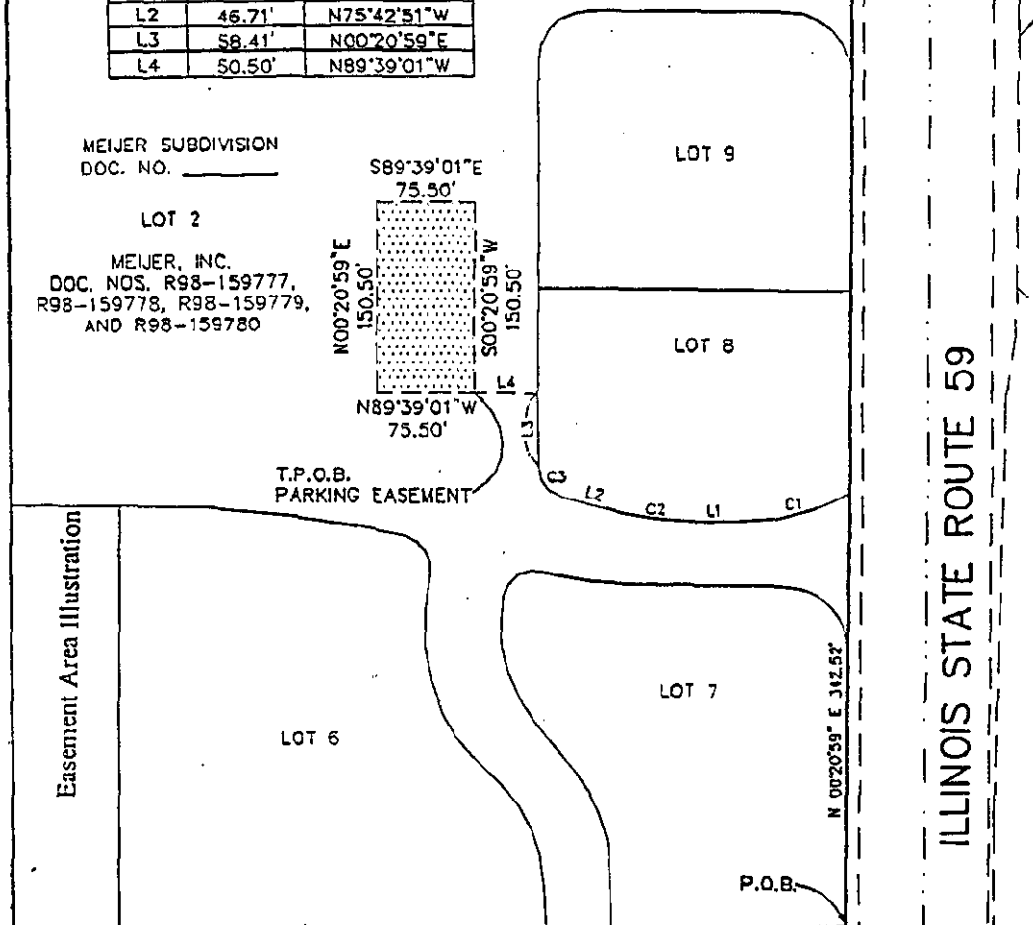 L2 46.71' N75°42'51"W
L3 58.41' N00°20'59"E
L4 50.50' N89°39'01"W
MEIJER SUBDIVISION
DOC. NO.
LOT 2
MEIJER, INC.
DOC. NOS. R98-159777,
R98-159778, R98-159779,
AND R98-159780
S89°39'01"E
75.50'
N00°20'59"E
150.50'
S00°20'59"W
150.50'
N89°39'01"W
75.50'
L4
L3
T.P.O.B.
PARKING EASEMENT
C3
L2
C2
L1
C1
LOT 9
LOT 8
LOT 7
LOT 6
Easement Area Illustration
N 00°20'59" E 342.52'
P.O.B.
ILLINOIS STATE ROUTE 59